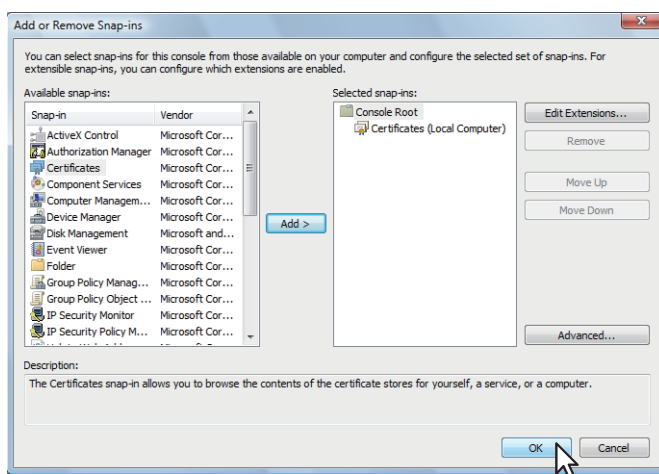 Add or Remove Snap-ins
You can select snap-ins for this console from those available on your computer and configure the selected set of snap-ins. For
extensible snap-ins, you can configure which extensions are enabled.
Available snap-ins:
Snap-in Vendor
ActiveX Control Microsoft Cor...
Authorization Manager Microsoft Cor...
Certificates Microsoft Cor...
Component Services Microsoft Cor...
Computer Managem... Microsoft Cor...
Device Manager Microsoft Cor...
Disk Management Microsoft and...
Event Viewer Microsoft Cor...
Folder Microsoft Cor...
Group Policy Manag... Microsoft Cor...
Group Policy Object ... Microsoft Cor...
IP Security Monitor Microsoft Cor...
IP Security Policy M... Microsoft Cor...
Add >
Selected snap-ins:
Console Root
Certificates (Local Computer)
Edit Extensions...
Remove
Move Up
Move Down
Advanced...
Description:
The Certificates snap-in allows you to browse the contents of the certificate stores for yourself, a service, or a computer.
OK
Cancel